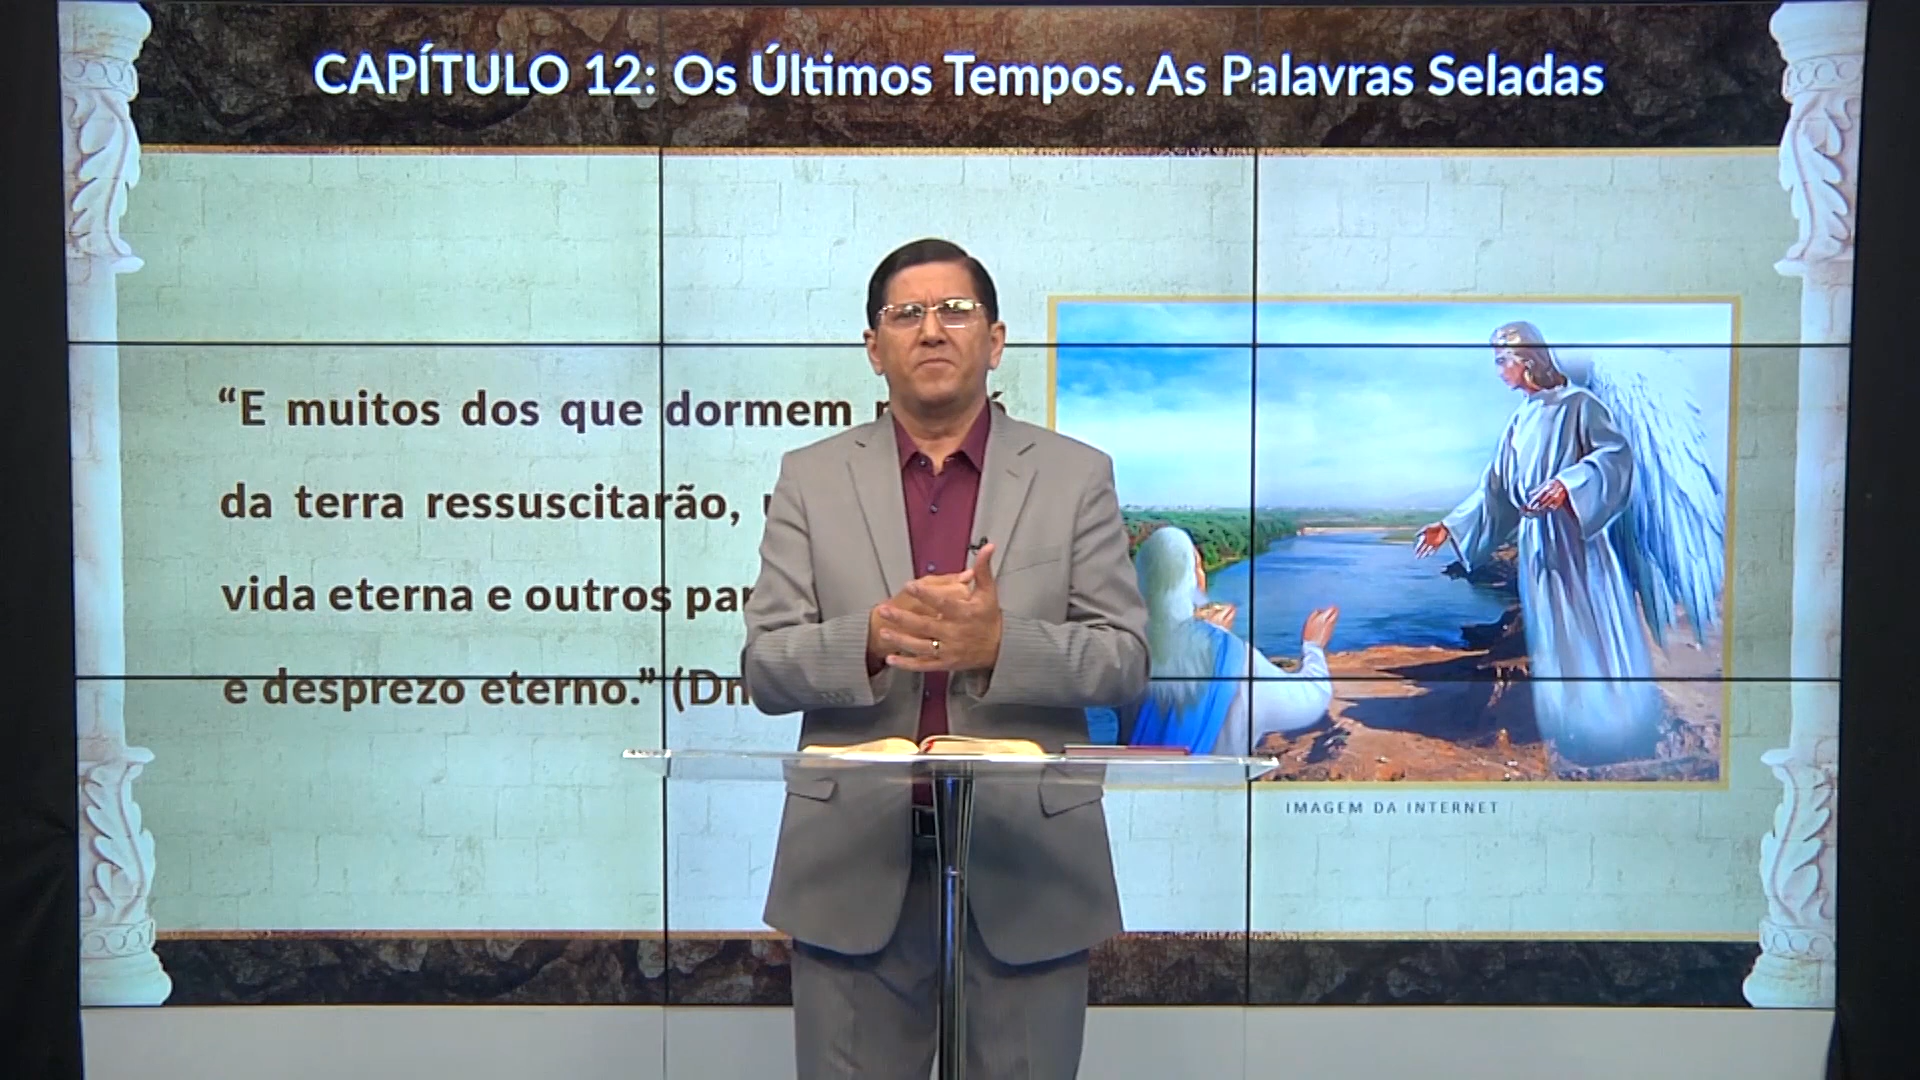 CAPÍTULO 12: Os Últimos Tempos. As Palavras Seladas
“E muitos dos que dormem
da terra ressuscitarão,
vida eterna e outros
e desprezo eterno.” (Dn
IMAGEM DA INTERNET